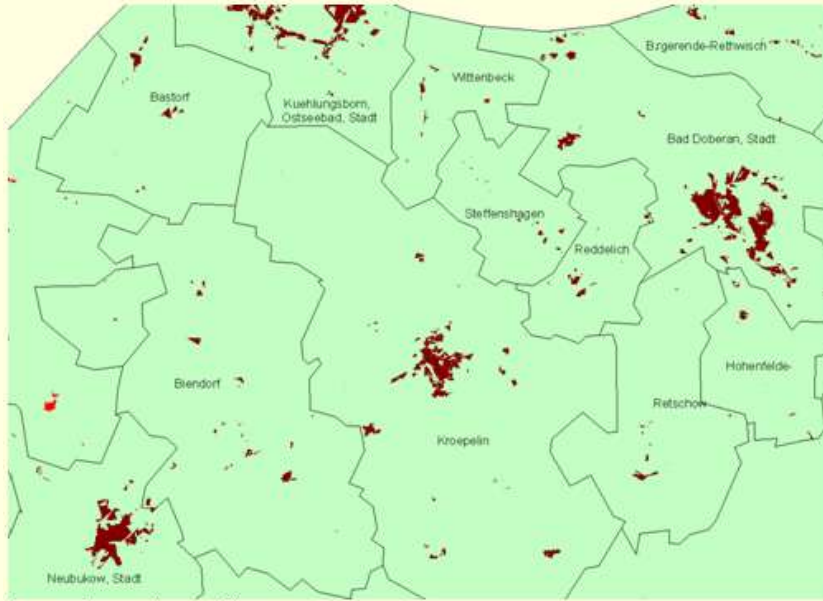 Bargerende-Rethwisch
Wittenbeck
Bastorf
Kuehlungsborn,
Ostseebad, Stadt
Bad Doberan, Stadt
Steffenshagen
Reddelich
Hohenfelde-
Biendorf
Retschow
Kroepelin
Neubukow, Stadt